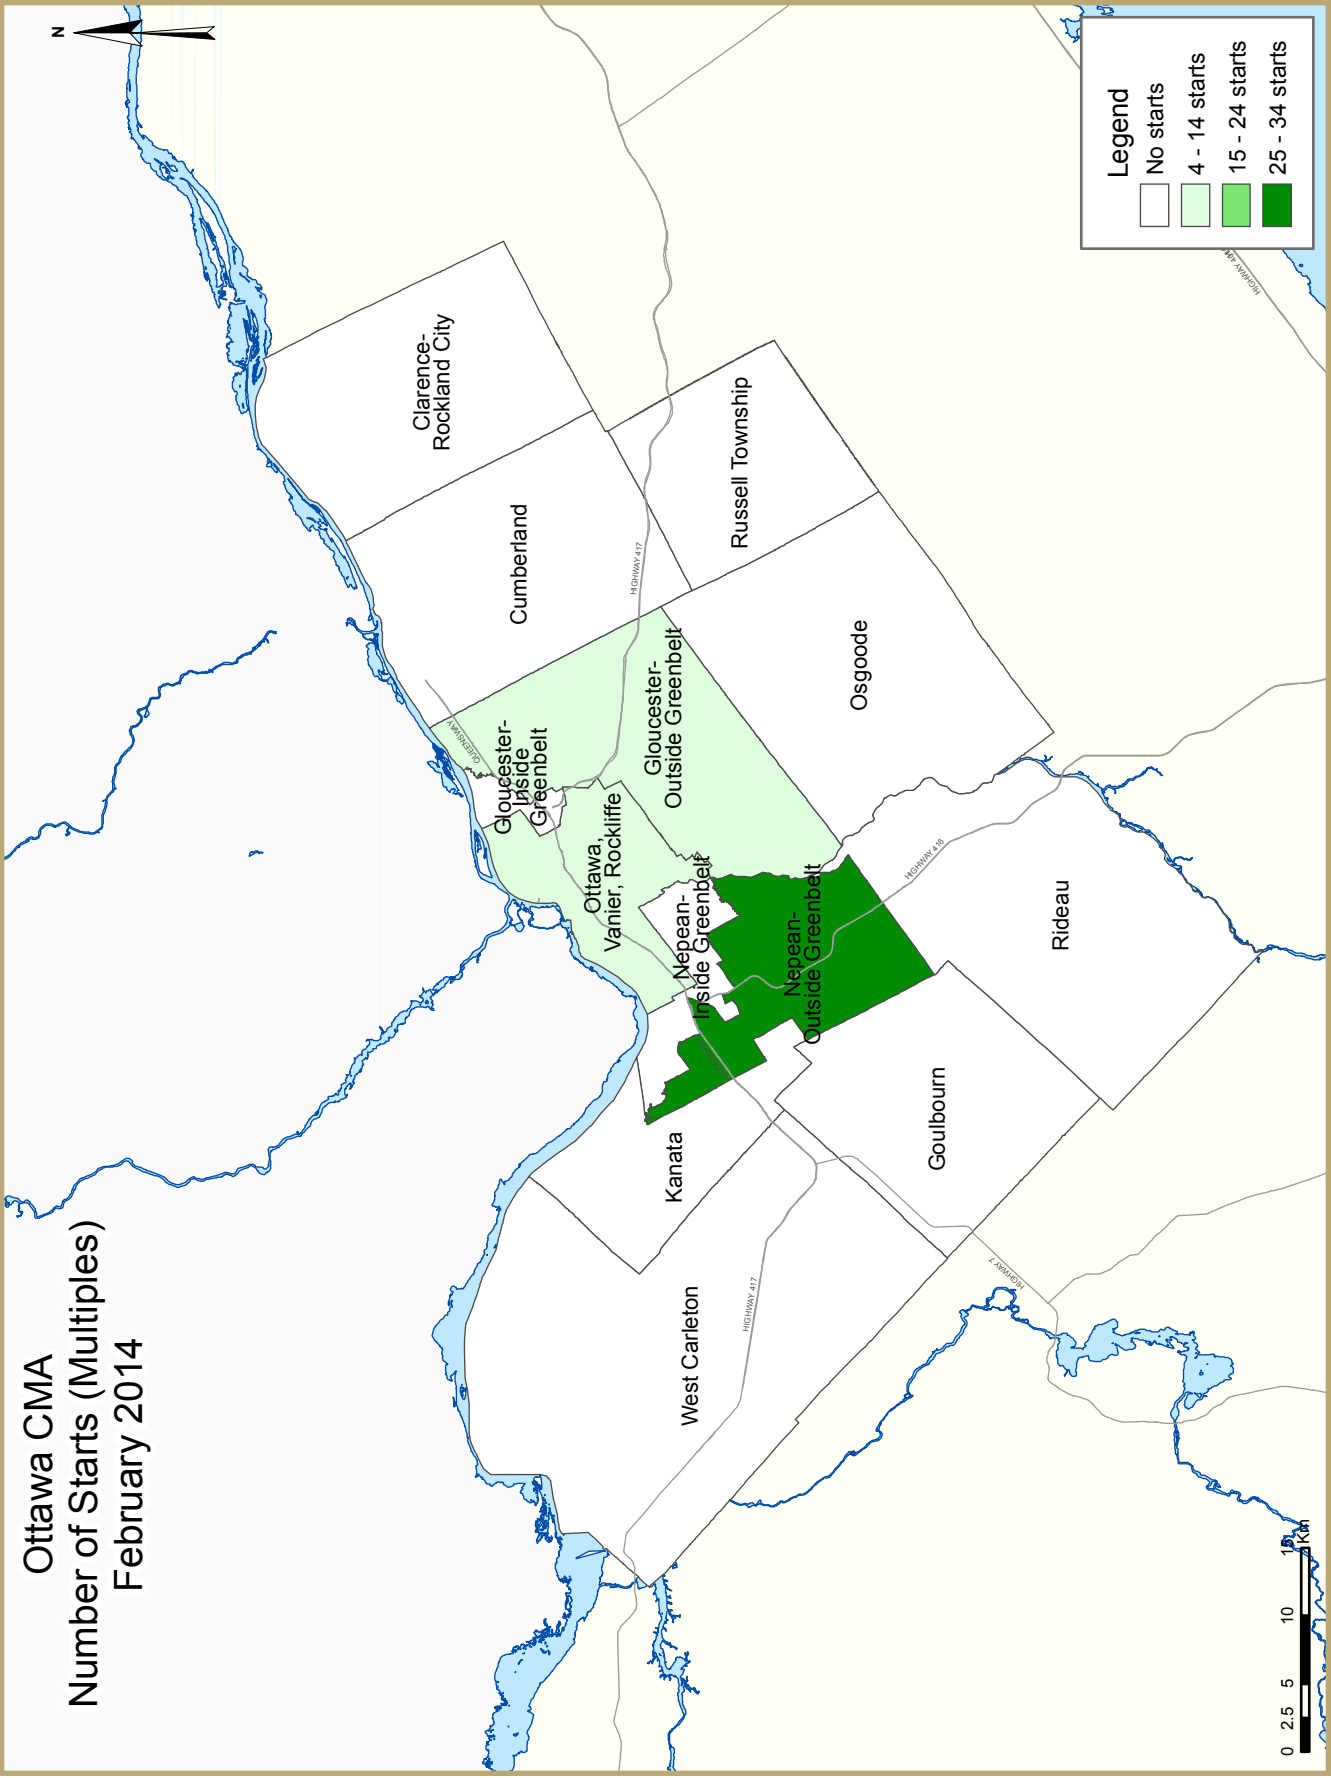 Ottawa CMA
Number of Starts (Multiples)
February 2014
N
Clarence-
Rockland City
Cumberland
Russell Township
HIGHWAY 417
QUEENSWAY
Gloucester-
Inside
Greenbelt
Gloucester-
Outside Greenbelt
Osgoode
Ottawa,
Vanier, Rockliffe
Nepean-
Inside Greenbelt
Nepean-
Outside Greenbelt
HIGHWAY 416
Rideau
Kanata
Goulbourn
West Carleton
HIGHWAY 417
HIGHWAY 7
HIGHWAY 401
Legend
No starts
4 - 14 starts
15 - 24 starts
25 - 34 starts
0 2.5 5 10 15
Km